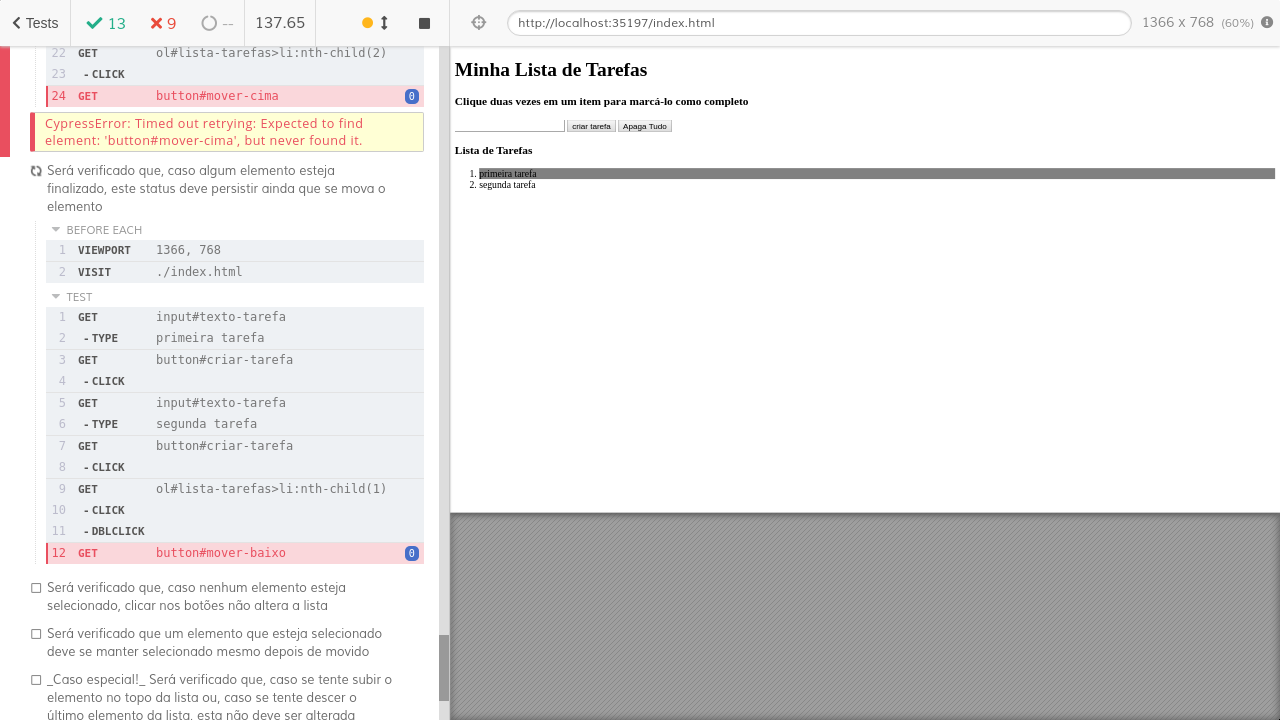 Tests 13 9 -- 137.65
http://localhost:35197/index.html 1366 x 768 (60%)
22 GET ol#lista-tarefas>li:nth-child(2)
23 - CLICK
24 GET button#mover-cima 0
CypressError: Timed out retrying: Expected to find
element: 'button#mover-cima', but never found it.
Será verificado que, caso algum elemento esteja
finalizado, este status deve persistir ainda que se mova o
elemento
BEFORE EACH
1 VIEWPORT 1366, 768
2 VISIT ./index.html
TEST
1 GET input#texto-tarefa
2 - TYPE primeira tarefa
3 GET button#criar-tarefa
4 - CLICK
5 GET input#texto-tarefa
6 - TYPE segunda tarefa
7 GET button#criar-tarefa
8 - CLICK
9 GET ol#lista-tarefas>li:nth-child(1)
10 - CLICK
11 - DBLCLICK
12 GET button#mover-baixo 0
Será verificado que, caso nenhum elemento esteja
selecionado, clicar nos botões não altera a lista
Será verificado que um elemento que esteja selecionado
deve se manter selecionado mesmo depois de movido
_Caso especial!_ Será verificado que, caso se tente subir o
elemento no topo da lista ou, caso se tente descer o
último elemento da lista, esta não deve ser alterada
Minha Lista de Tarefas
Clique duas vezes em um item para marcá-lo como completo
criar tarefa Apaga Tudo
Lista de Tarefas
1. primeira tarefa
2. segunda tarefa